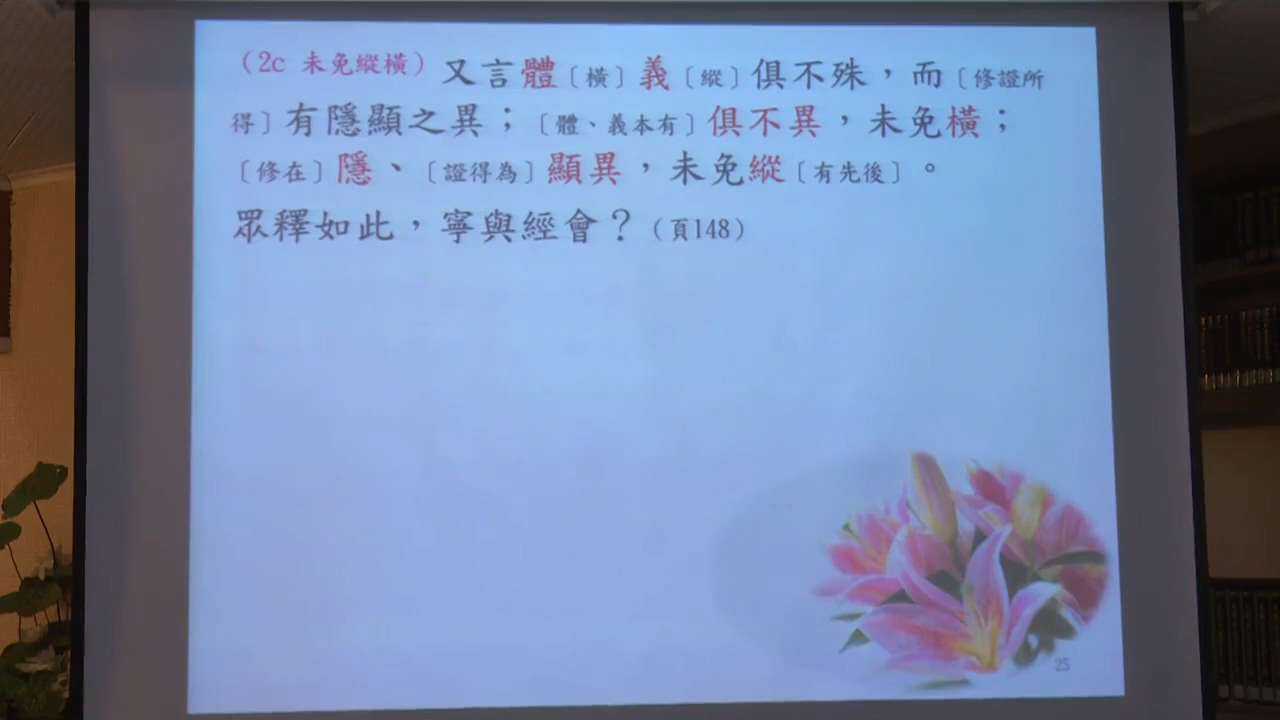 （2c 未免縱橫）又言體〔橫〕義〔縱〕俱不殊，而〔修證所
得〕有隱顯之異；〔體、義本有〕俱不異，未免橫；
〔修在〕隱、〔證得為〕顯異，未免縱〔有先後〕。
眾釋如此，寧與經會？（頁148）
25